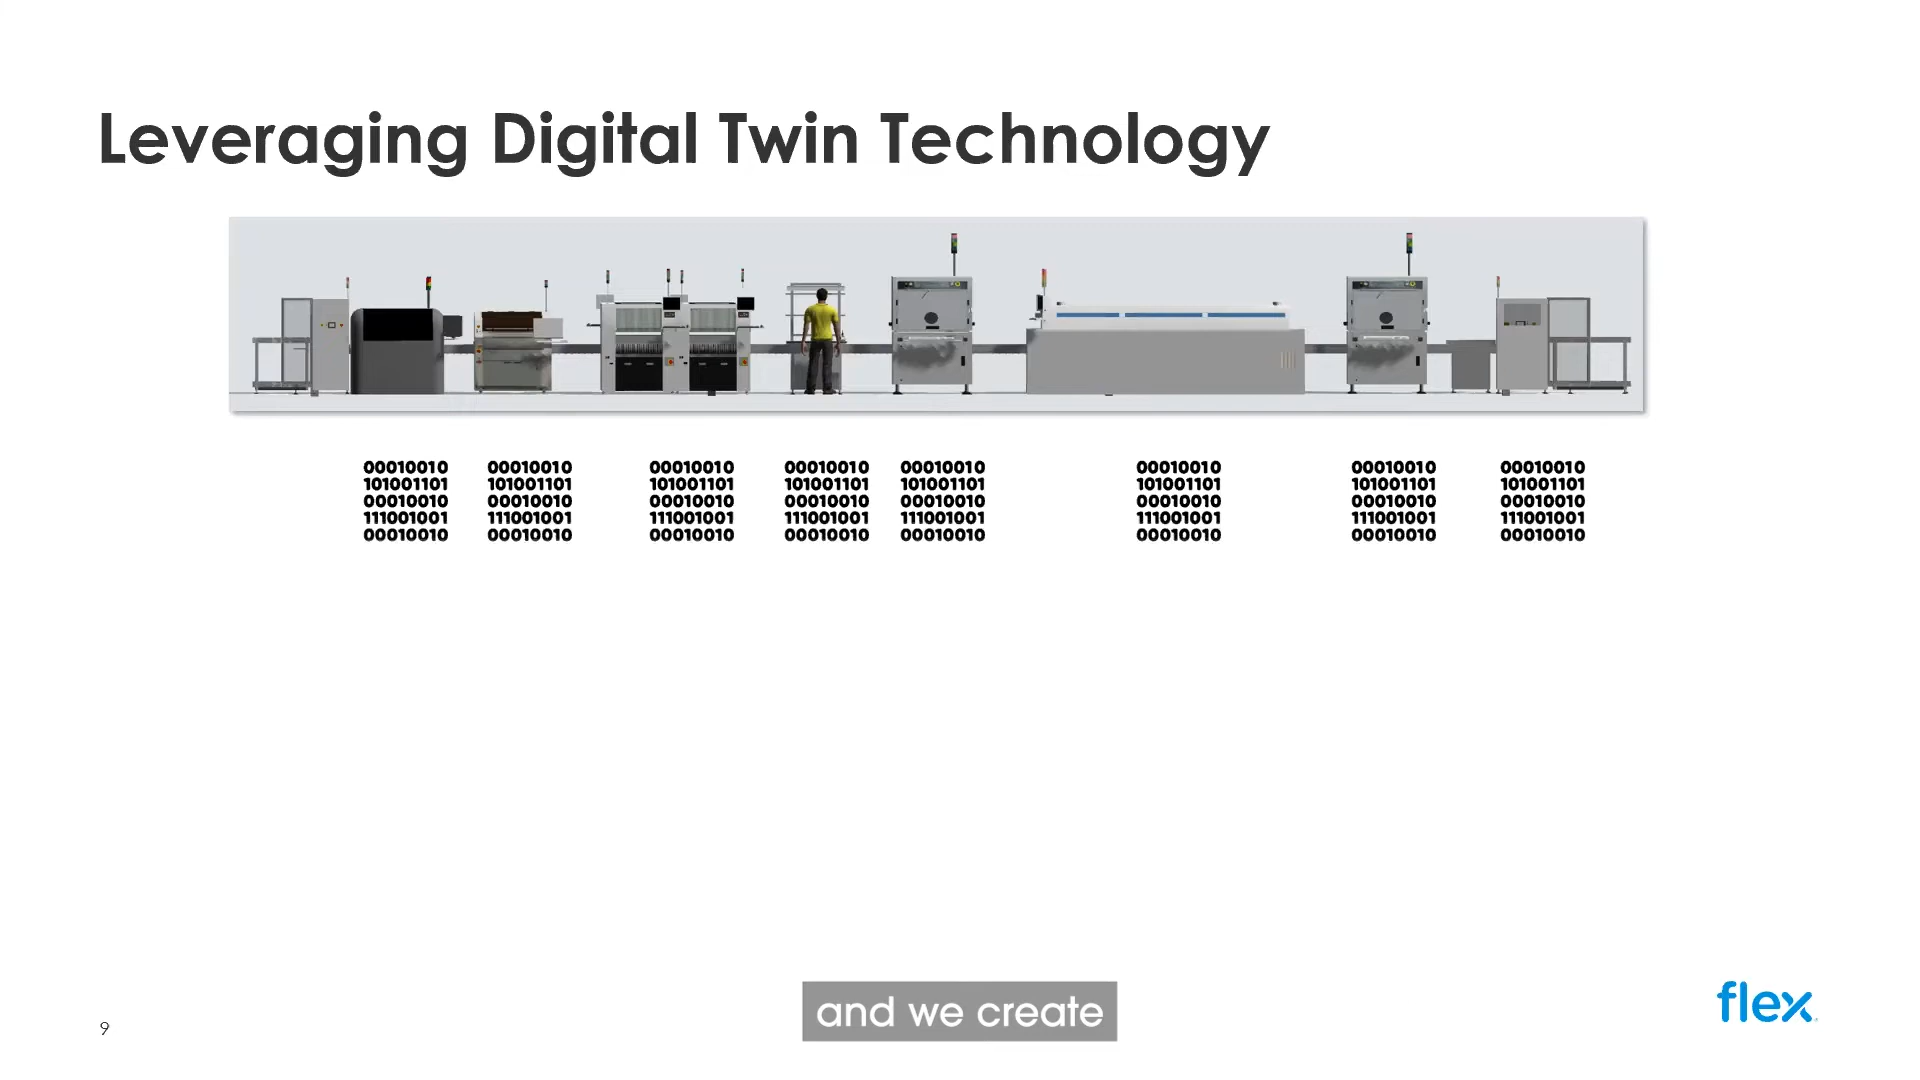 Leveraging Digital Twin Technology
00010010 00010010 00010010 00010010 00010010 00010010 00010010 00010010
101001101 101001101 101001101 101001101 101001101 101001101 101001101 101001101
00010010 00010010 00010010 00010010 00010010 00010010 00010010 00010010
111001001 111001001 111001001 111001001 111001001 111001001 111001001 111001001
00010010 00010010 00010010 00010010 00010010 00010010 00010010 00010010
and we create
flex
9